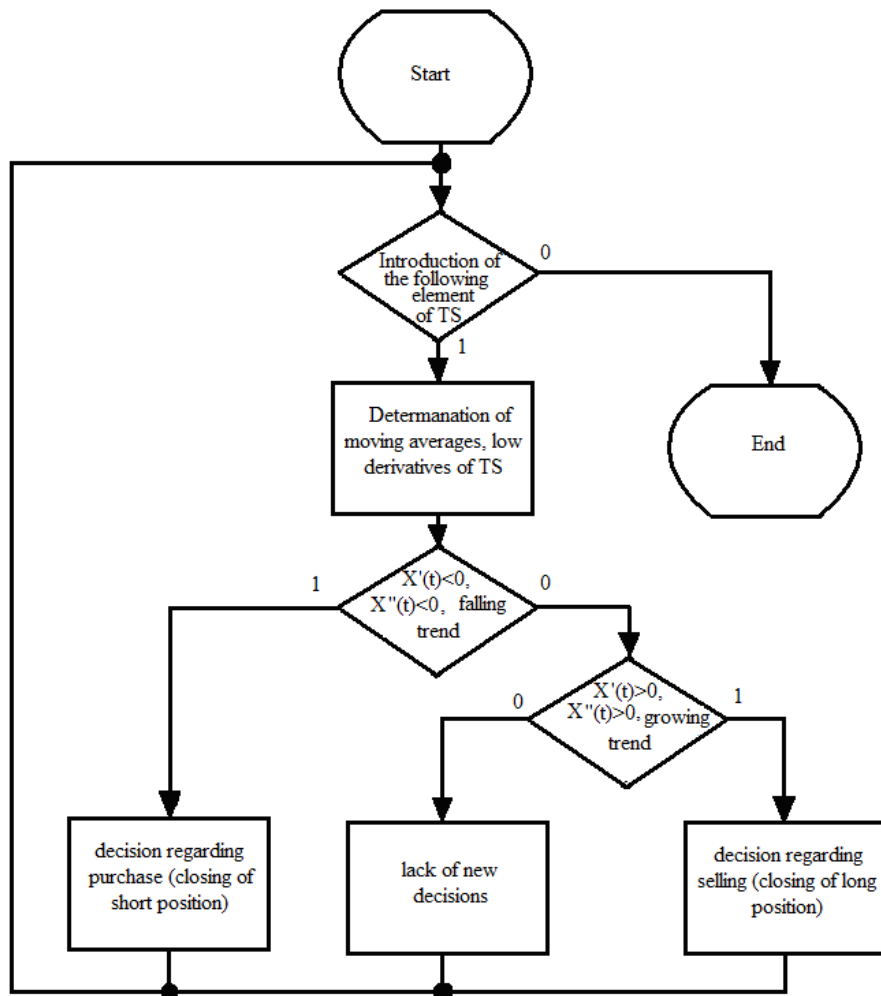 Start
0
Introduction of
the following
element
of TS
1
Determanation of
moving averages, low
derivatives of TS
End
1
X'(t)<0,
X"(t)<0, falling
trend
0
0
X'(t)>0,
X"(t)>0, growing
trend
1
decision regarding
purchase (closing of
short position)
lack of new
decisions
decision regarding
selling (closing of long
position)